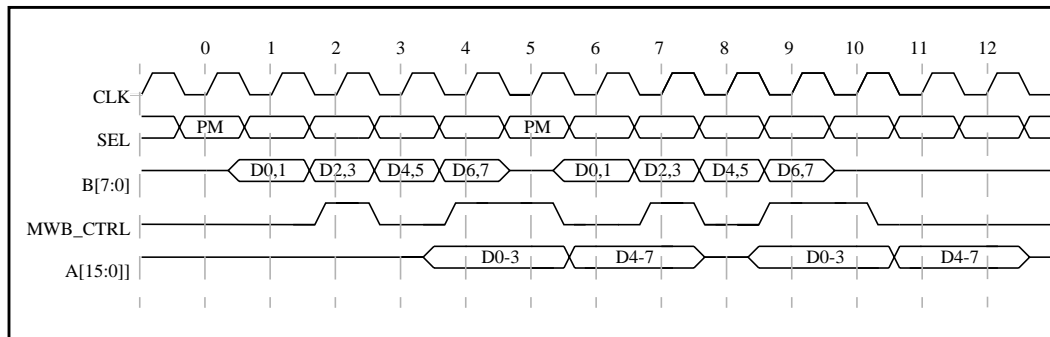 0 1 2 3 4 5 6 7 8 9 10 11 12
CLK
SEL PM PM
B[7:0] D0,1 D2,3 D4,5 D6,7 D0,1 D2,3 D4,5 D6,7
MWB_CTRL
A[15:0]] D0-3 D4-7 D0-3 D4-7